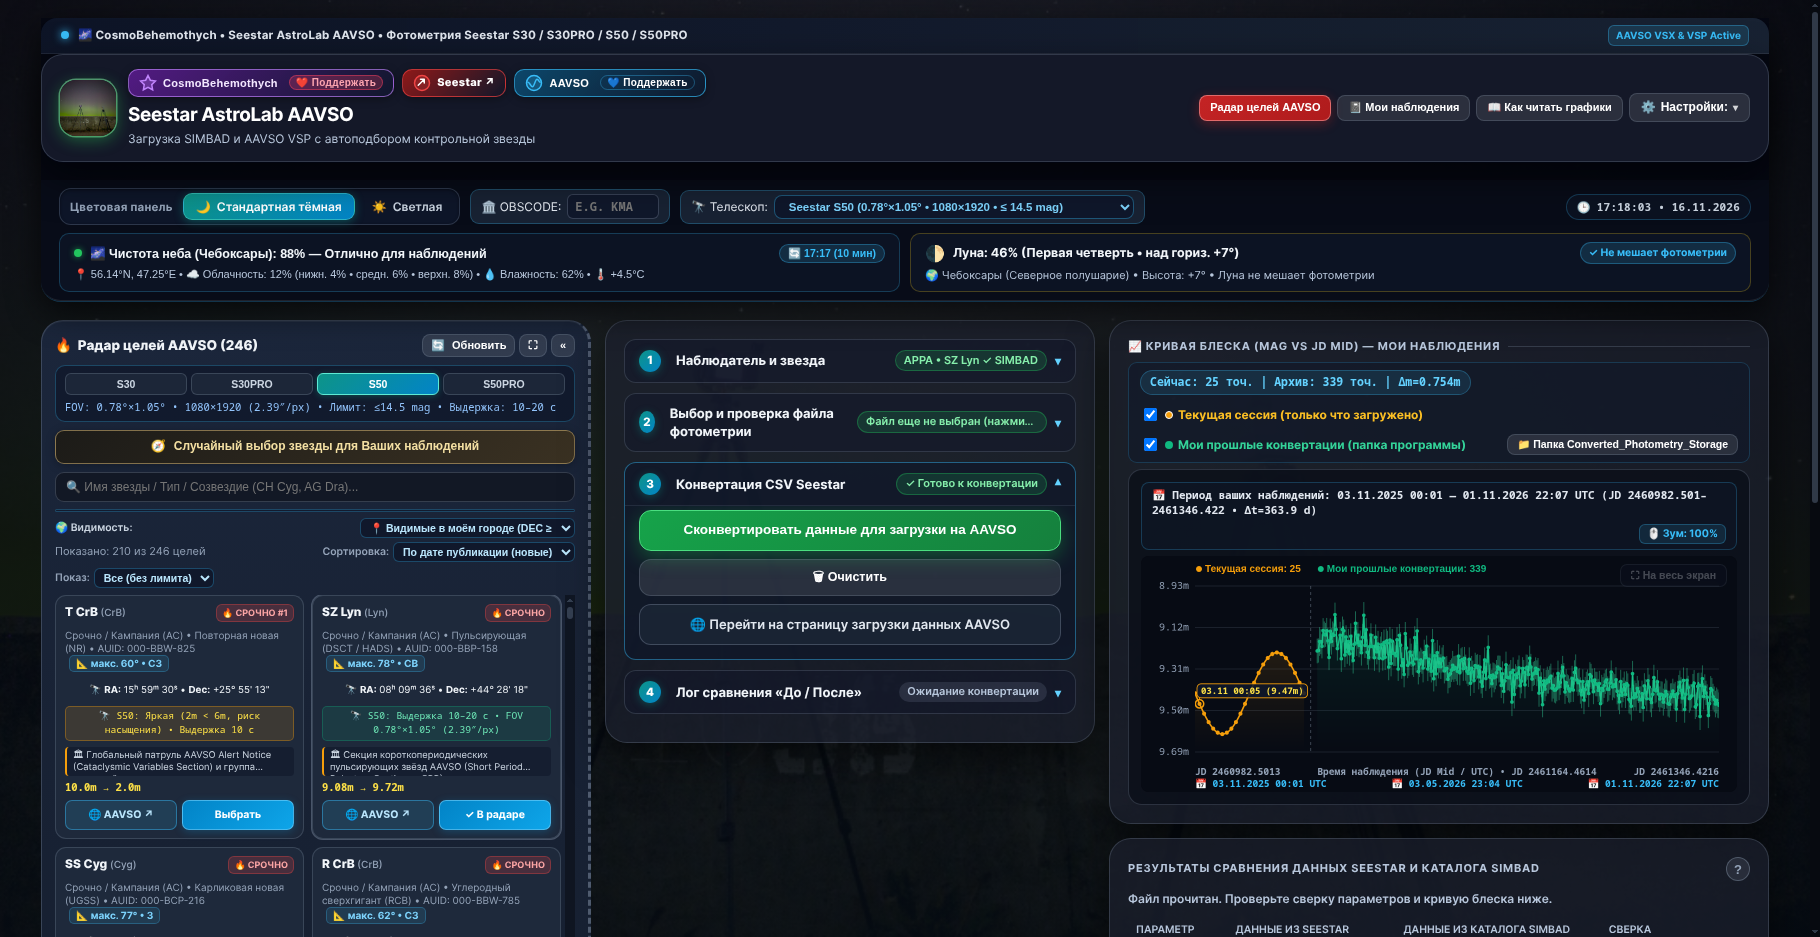 🌌 CosmoBehemothych • Seestar AstroLab AAVSO • Фотометрия Seestar S30 / S30PRO / S50 / S50PRO
AAVSO VSX & VSP Active
CosmoBehemothych ❤️ Поддержать
Seestar ↗
AAVSO 💙 Поддержать
Seestar AstroLab AAVSO
Загрузка SIMBAD и AAVSO VSP с автоподбором контрольной звезды
Радар целей AAVSO
📓 Мои наблюдения
📖 Как читать графики
⚙️ Настройки: ▾
Цветовая панель
🌙 Стандартная тёмная
☀️ Светлая
🏛️ OBSCODE: E.G. KMA
🔭 Телескоп: Seestar S50 (0.78°×1.05° • 1080×1920 • ≤ 14.5 mag)
🕒 17:18:03 • 16.11.2026
🌌 Чистота неба (Чебоксары): 88% — Отлично для наблюдений
🔄 17:17 (10 мин)
📍 56.14°N, 47.25°E • ☁️ Облачность: 12% (нижн. 4% • средн. 6% • верхн. 8%) • 💧 Влажность: 62% • 🌡️ +4.5°C
Луна: 46% (Первая четверть • над гориз. +7°)
✓ Не мешает фотометрии
🌍 Чебоксары (Северное полушарие) • Высота: +7° • Луна не мешает фотометрии
🔥 Радар целей AAVSO (246)
🔄 Обновить
⛶
«
S30
S30PRO
S50
S50PRO
FOV: 0.78°×1.05° • 1080×1920 (2.39″/px) • Лимит: ≤14.5 mag • Выдержка: 10–20 с
🧭 Случайный выбор звезды для Ваших наблюдений
🔍 Имя звезды / Тип / Созвездие (CH Cyg, AG Dra)...
🌍 Видимость:
📍 Видимые в моём городе (DEC ≥
Показано: 210 из 246 целей
Сортировка: По дате публикации (новые)
Показ: Все (без лимита)
T CrB (CrB)
🔥 СРОЧНО #1
Срочно / Кампания (AC) • Повторная новая
(NR) • AUID: 000-BBW-825
📐 макс. 60° • СЗ
🔭 RA: 15ʰ 59ᵐ 30ˢ • Dec: +25° 55' 13"
🔭 S50: Яркая (2m < 6m, риск
насыщения) • Выдержка 10 с
🏛️ Глобальный патруль AAVSO Alert Notice
(Cataclysmic Variables Section) и группа...
10.0m → 2.0m
🌐 AAVSO ↗
Выбрать
SZ Lyn (Lyn)
🔥 СРОЧНО
Срочно / Кампания (AC) • Пульсирующая
(DSCT / HADS) • AUID: 000-BBP-158
📐 макс. 78° • СВ
🔭 RA: 08ʰ 09ᵐ 36ˢ • Dec: +44° 28' 18"
🔭 S50: Выдержка 10–20 с • FOV
0.78°×1.05° (2.39″/px)
🏛️ Секция короткопериодических
пульсирующих звёзд AAVSO (Short Period...
9.08m → 9.72m
🌐 AAVSO ↗
✓ В радаре
SS Cyg (Cyg)
🔥 СРОЧНО
Срочно / Кампания (AC) • Карликовая новая
(UGSS) • AUID: 000-BCP-216
📐 макс. 77° • З
R CrB (CrB)
🔥 СРОЧНО
Срочно / Кампания (AC) • Углеродный
сверхгигант (RCB) • AUID: 000-BBW-785
📐 макс. 62° • СЗ
1 Наблюдатель и звезда
APPA • SZ Lyn ✓ SIMBAD ▼
2 Выбор и проверка файла
фотометрии
Файл еще не выбран (нажми... ▼
3 Конвертация CSV Seestar
✓ Готово к конвертации ▲
Сконвертировать данные для загрузки на AAVSO
🗑 Очистить
🌐 Перейти на страницу загрузки данных AAVSO
4 Лог сравнения «До / После»
Ожидание конвертации ▼
📈 КРИВАЯ БЛЕСКА (MAG VS JD MID) — МОИ НАБЛЮДЕНИЯ
Сейчас: 25 точ. | Архив: 339 точ. | Δm=0.754m
Текущая сессия (только что загружено)
Мои прошлые конвертации (папка программы)
📁 Папка Converted_Photometry_Storage
📅 Период ваших наблюдений: 03.11.2025 00:01 — 01.11.2026 22:07 UTC (JD 2460982.501–
2461346.422 • Δt=363.9 d)
🖱️ Зум: 100%
● Текущая сессия: 25
● Мои прошлые конвертации: 339
⛶ На весь экран
8.93m
9.12m
9.31m
03.11 00:05 (9.47m)
9.50m
9.69m
JD 2460982.5013
Время наблюдения (JD Mid / UTC) • JD 2461164.4614
JD 2461346.4216
📅 03.11.2025 00:01 UTC
📅 03.05.2026 23:04 UTC
📅 01.11.2026 22:07 UTC
РЕЗУЛЬТАТЫ СРАВНЕНИЯ ДАННЫХ SEESTAR И КАТАЛОГА SIMBAD
?
Файл прочитан. Проверьте сверку параметров и кривую блеска ниже.
ПАРАМЕТР
ДАННЫЕ ИЗ SEESTAR
ДАННЫЕ ИЗ КАТАЛОГА SIMBAD
СВЕРКА